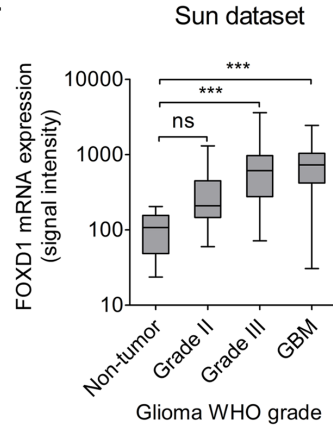 Sun dataset
FOXD1 mRNA expression
(signal intensity)
10000
1000
100
10
***
***
ns
Non-tumor
Grade II
Grade III
GBM
Glioma WHO grade